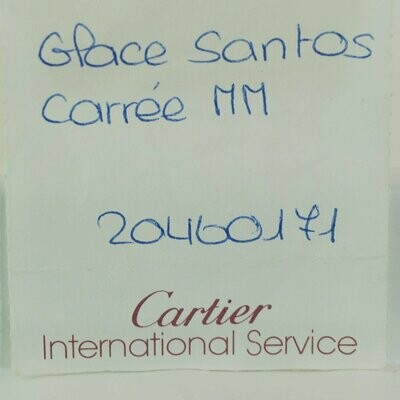 Glace Santos
Carrée MM
20460171
Cartier
International Service